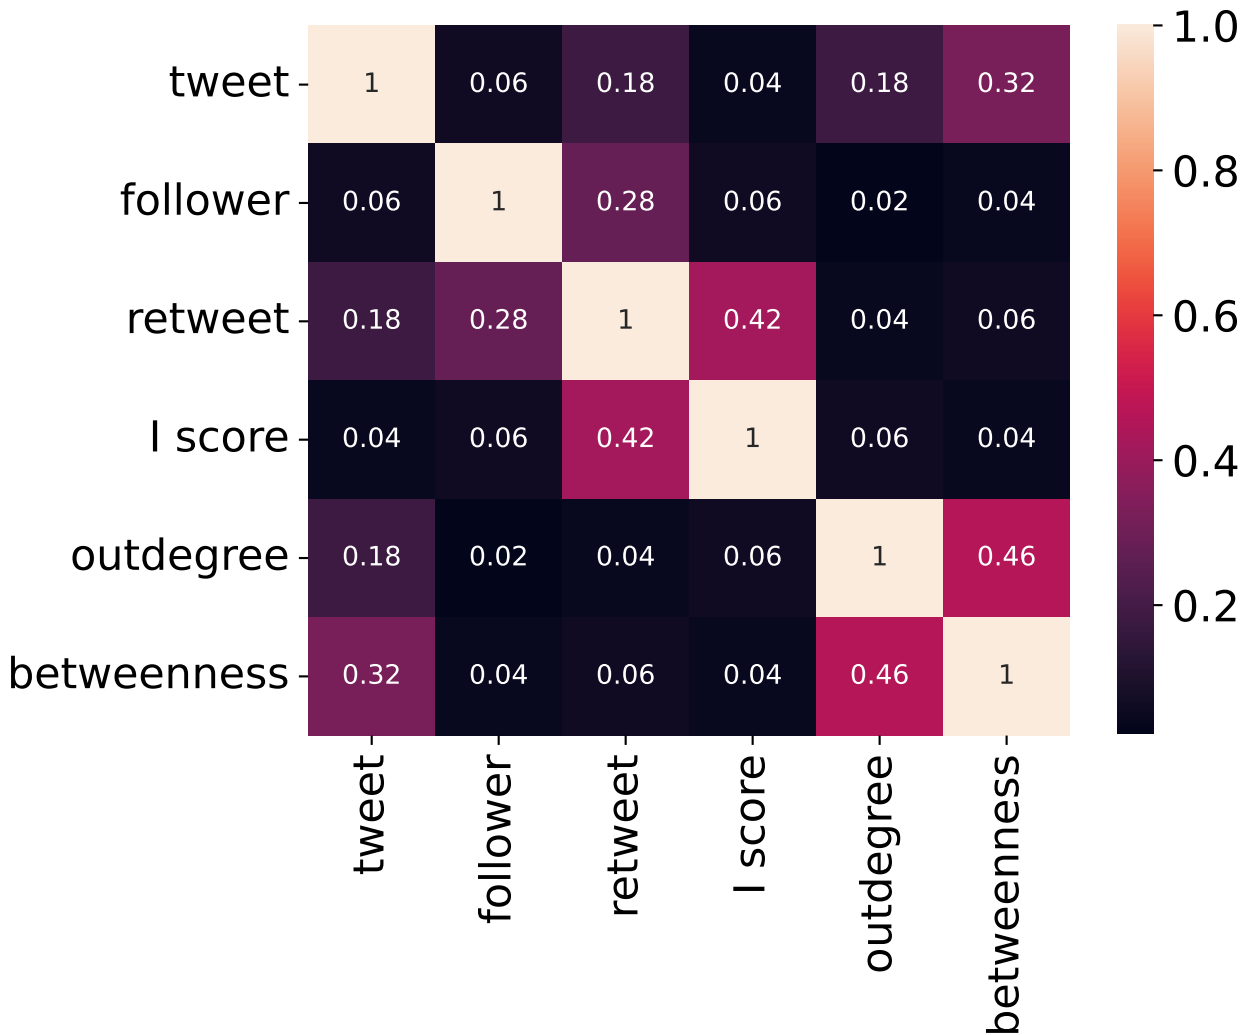 tweet 1 0.06 0.18 0.04 0.18 0.32
follower 0.06 1 0.28 0.06 0.02 0.04
retweet 0.18 0.28 1 0.42 0.04 0.06
I score 0.04 0.06 0.42 1 0.06 0.04
outdegree 0.18 0.02 0.04 0.06 1 0.46
betweenness 0.32 0.04 0.06 0.04 0.46 1
tweet
follower
retweet
I score
outdegree
betweenness
1.0
0.8
0.6
0.4
0.2